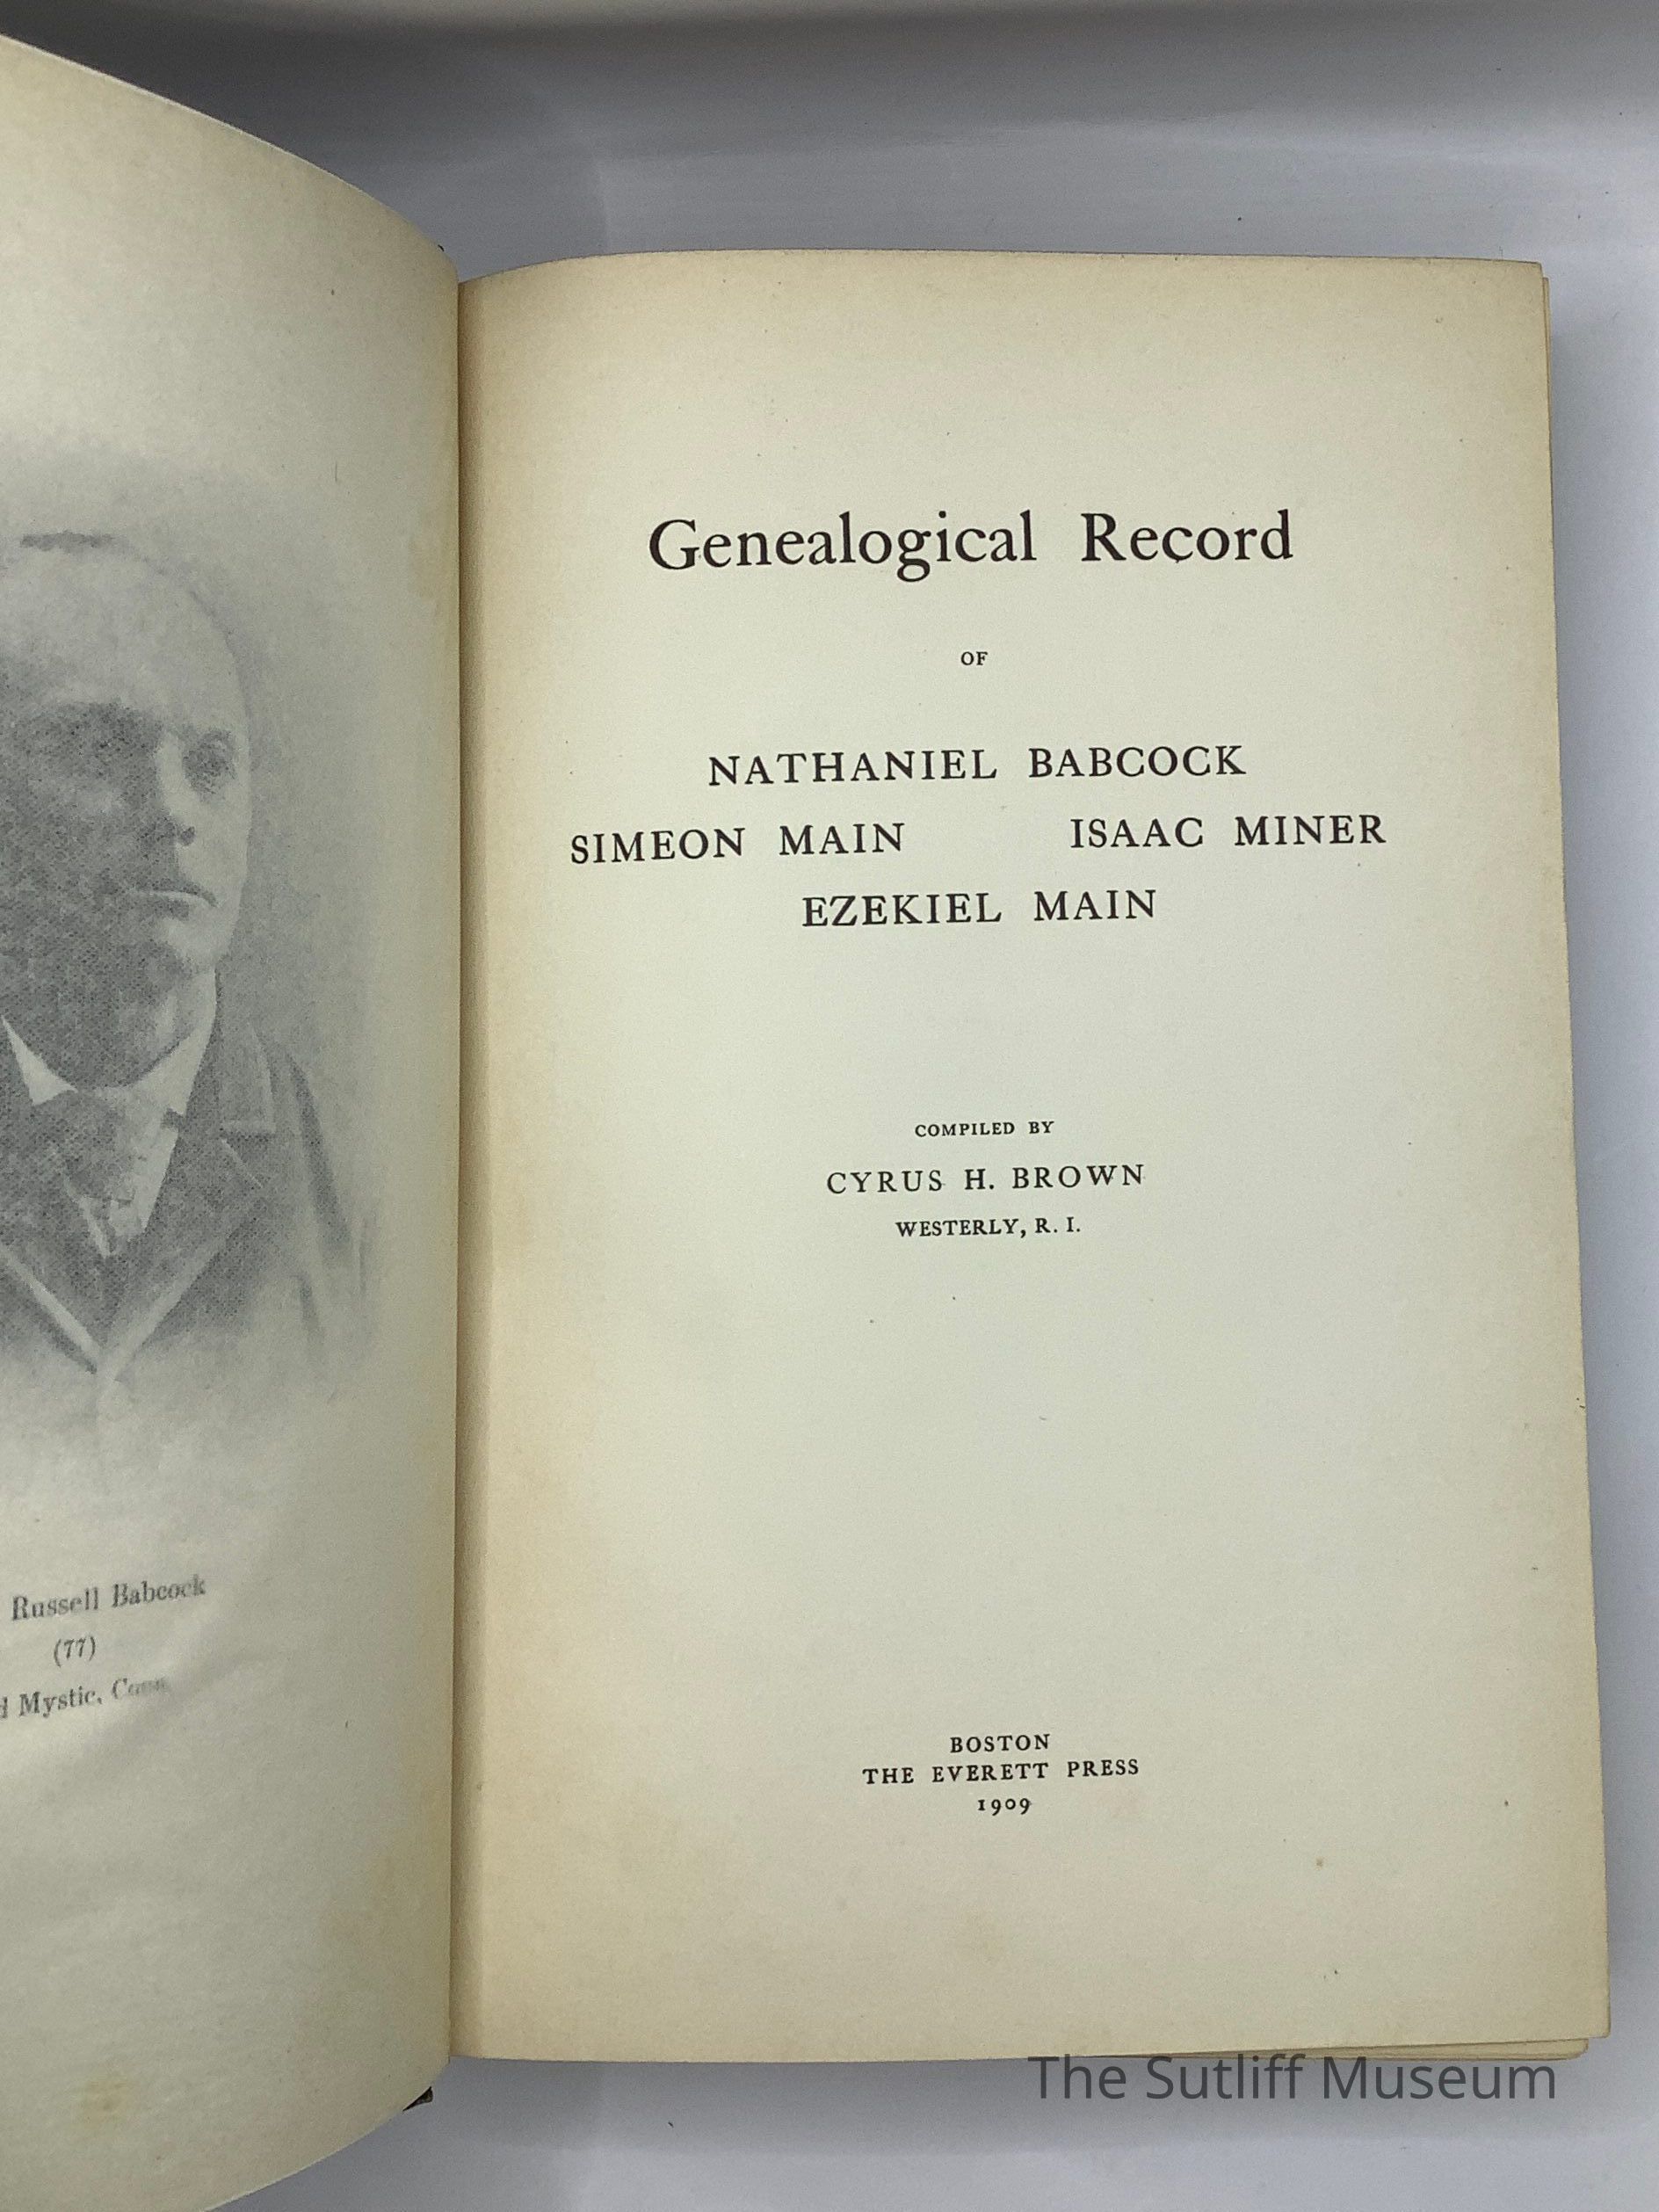 Russell Babcock
(77)
Mystic, Conn.
Genealogical Record
OF
NATHANIEL BABCOCK
SIMEON MAIN ISAAC MINER
EZEKIEL MAIN
COMPILED BY
CYRUS H. BROWN
WESTERLY, R. I.
BOSTON
THE EVERETT PRESS
1909
The Sutliff Museum